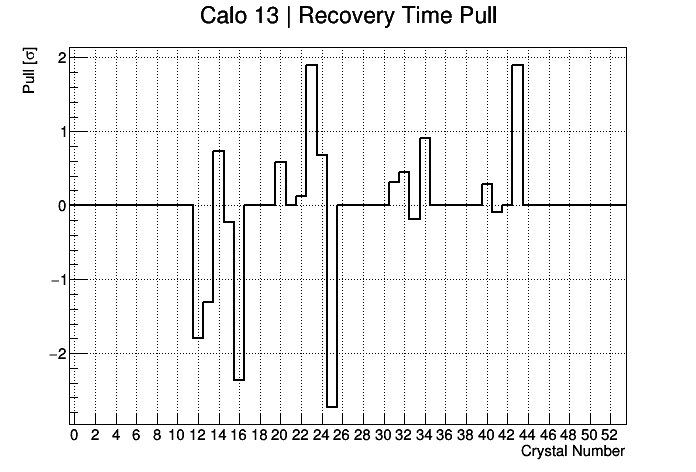 Calo 13 | Recovery Time Pull
Pull [σ]
2
1
0
−1
−2
0 2 4 6 8 10 12 14 16 18 20 22 24 26 28 30 32 34 36 38 40 42 44 46 48 50 52
Crystal Number